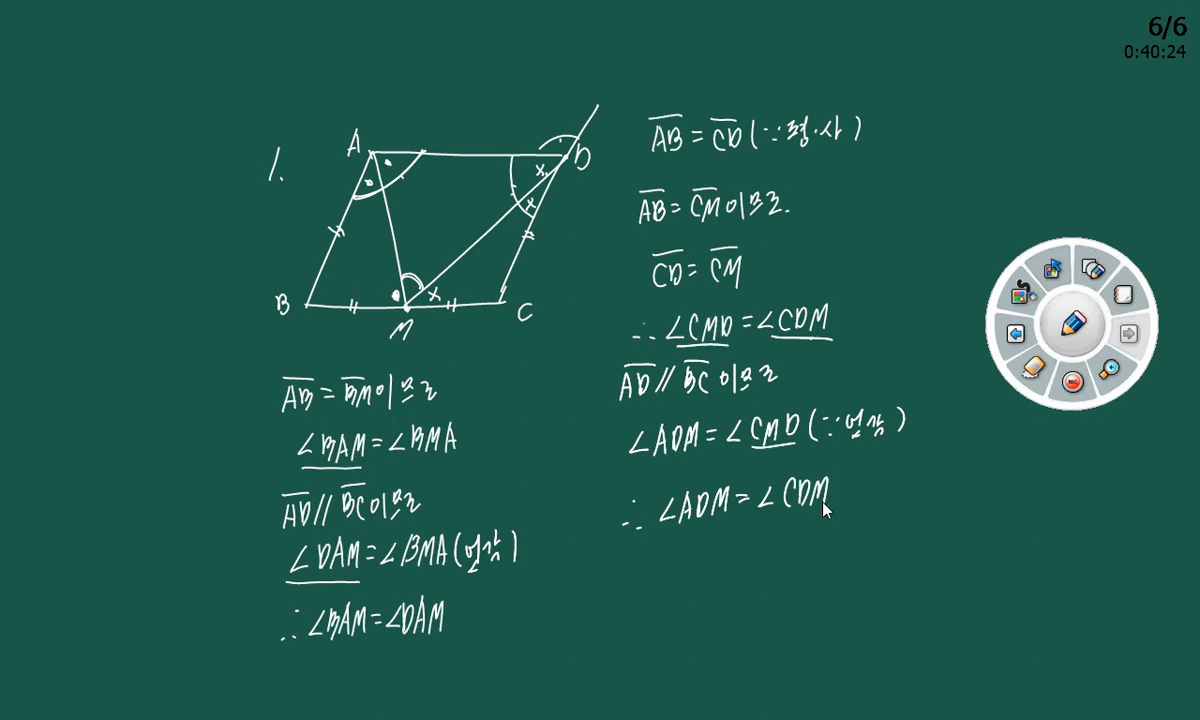 6/6
0:40:24
1.
A
D
B
M
C
AB = BM이므로
∠BAM = ∠BMA
AD // BC이므로
∠DAM = ∠BMA (엇각)
∴ ∠BAM = ∠DAM
AB = CD (∵ 평·사)
AB = CM이므로.
CD = CM
∴ ∠CMD = ∠CDM
AD // BC이므로
∠ADM = ∠CMD (∵ 엇각)
∴ ∠ADM = ∠CDM